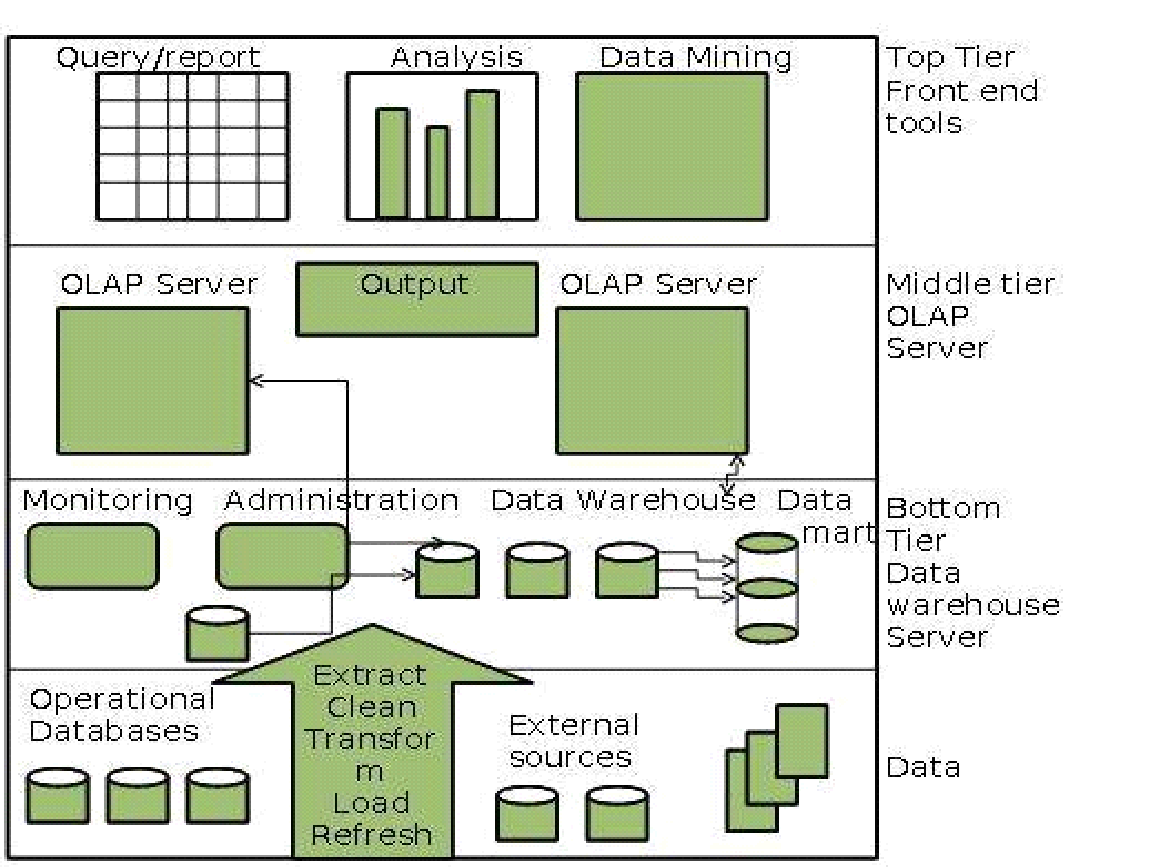 Query/report
Analysis
Data Mining
Top Tier
Front end
tools
OLAP Server
Output
OLAP Server
Middle tier
OLAP
Server
Monitoring
Administration
Data Warehouse
Data
mart
Bottom
Tier
Data
warehouse
Server
Operational
Databases
Extract
Clean
Transfor
m
Load
Refresh
External
sources
Data